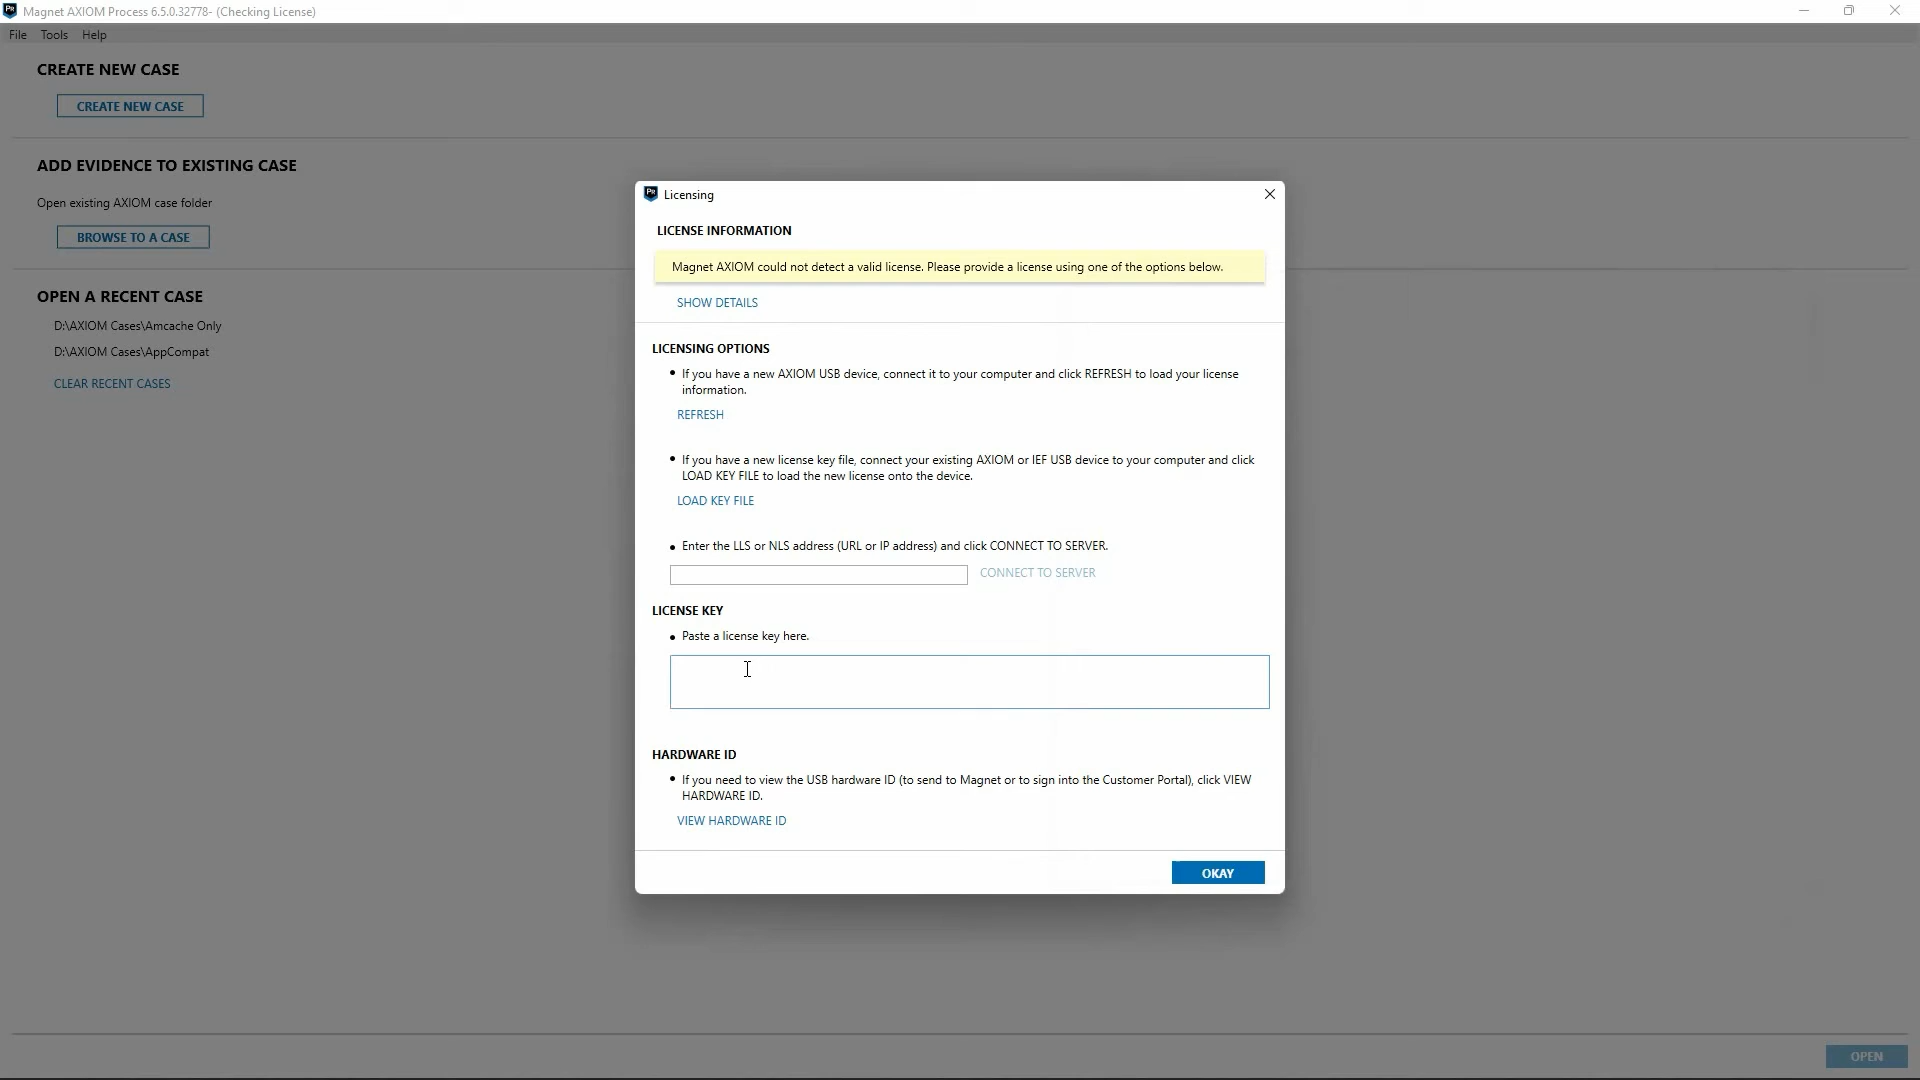 Magnet AXIOM Process 6.5.0.32778- (Checking License)
File Tools Help
CREATE NEW CASE
CREATE NEW CASE
ADD EVIDENCE TO EXISTING CASE
Open existing AXIOM case folder
BROWSE TO A CASE
OPEN A RECENT CASE
D:\AXIOM Cases\Amcache Only
D:\AXIOM Cases\AppCompat
CLEAR RECENT CASES
Licensing
LICENSE INFORMATION
Magnet AXIOM could not detect a valid license. Please provide a license using one of the options below.
SHOW DETAILS
LICENSING OPTIONS
• If you have a new AXIOM USB device, connect it to your computer and click REFRESH to load your license
information.
REFRESH
• If you have a new license key file, connect your existing AXIOM or IEF USB device to your computer and click
LOAD KEY FILE to load the new license onto the device.
LOAD KEY FILE
• Enter the LLS or NLS address (URL or IP address) and click CONNECT TO SERVER.
CONNECT TO SERVER
LICENSE KEY
• Paste a license key here.
HARDWARE ID
• If you need to view the USB hardware ID (to send to Magnet or to sign into the Customer Portal), click VIEW
HARDWARE ID.
VIEW HARDWARE ID
OKAY
OPEN